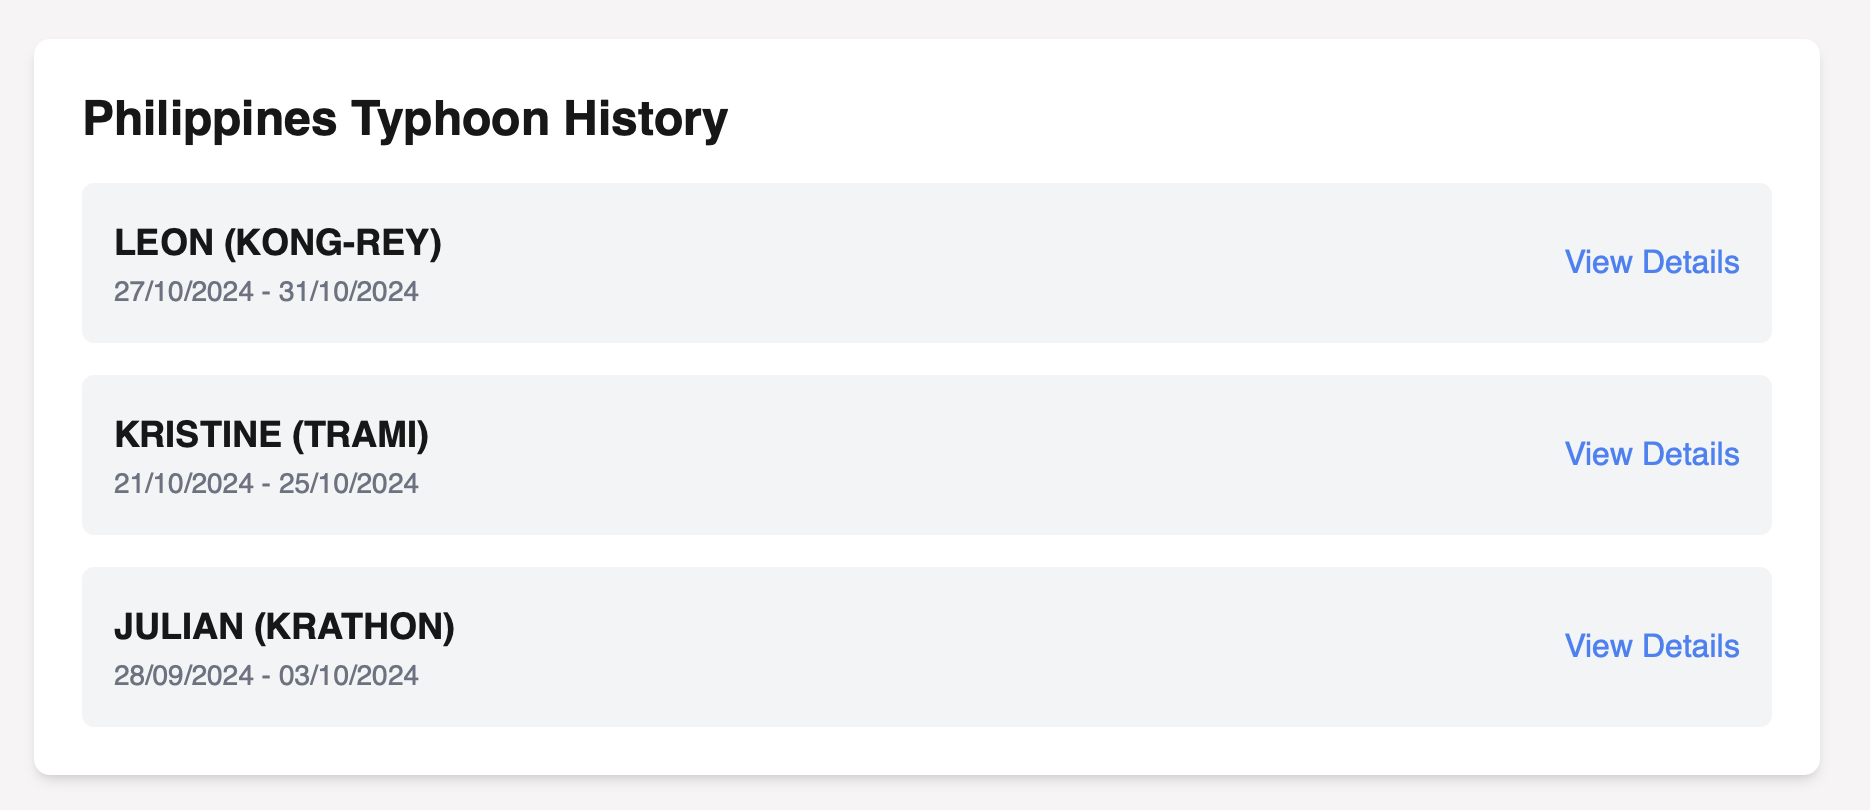 Philippines Typhoon History
LEON (KONG-REY)
27/10/2024 - 31/10/2024
View Details
KRISTINE (TRAMI)
21/10/2024 - 25/10/2024
View Details
JULIAN (KRATHON)
28/09/2024 - 03/10/2024
View Details